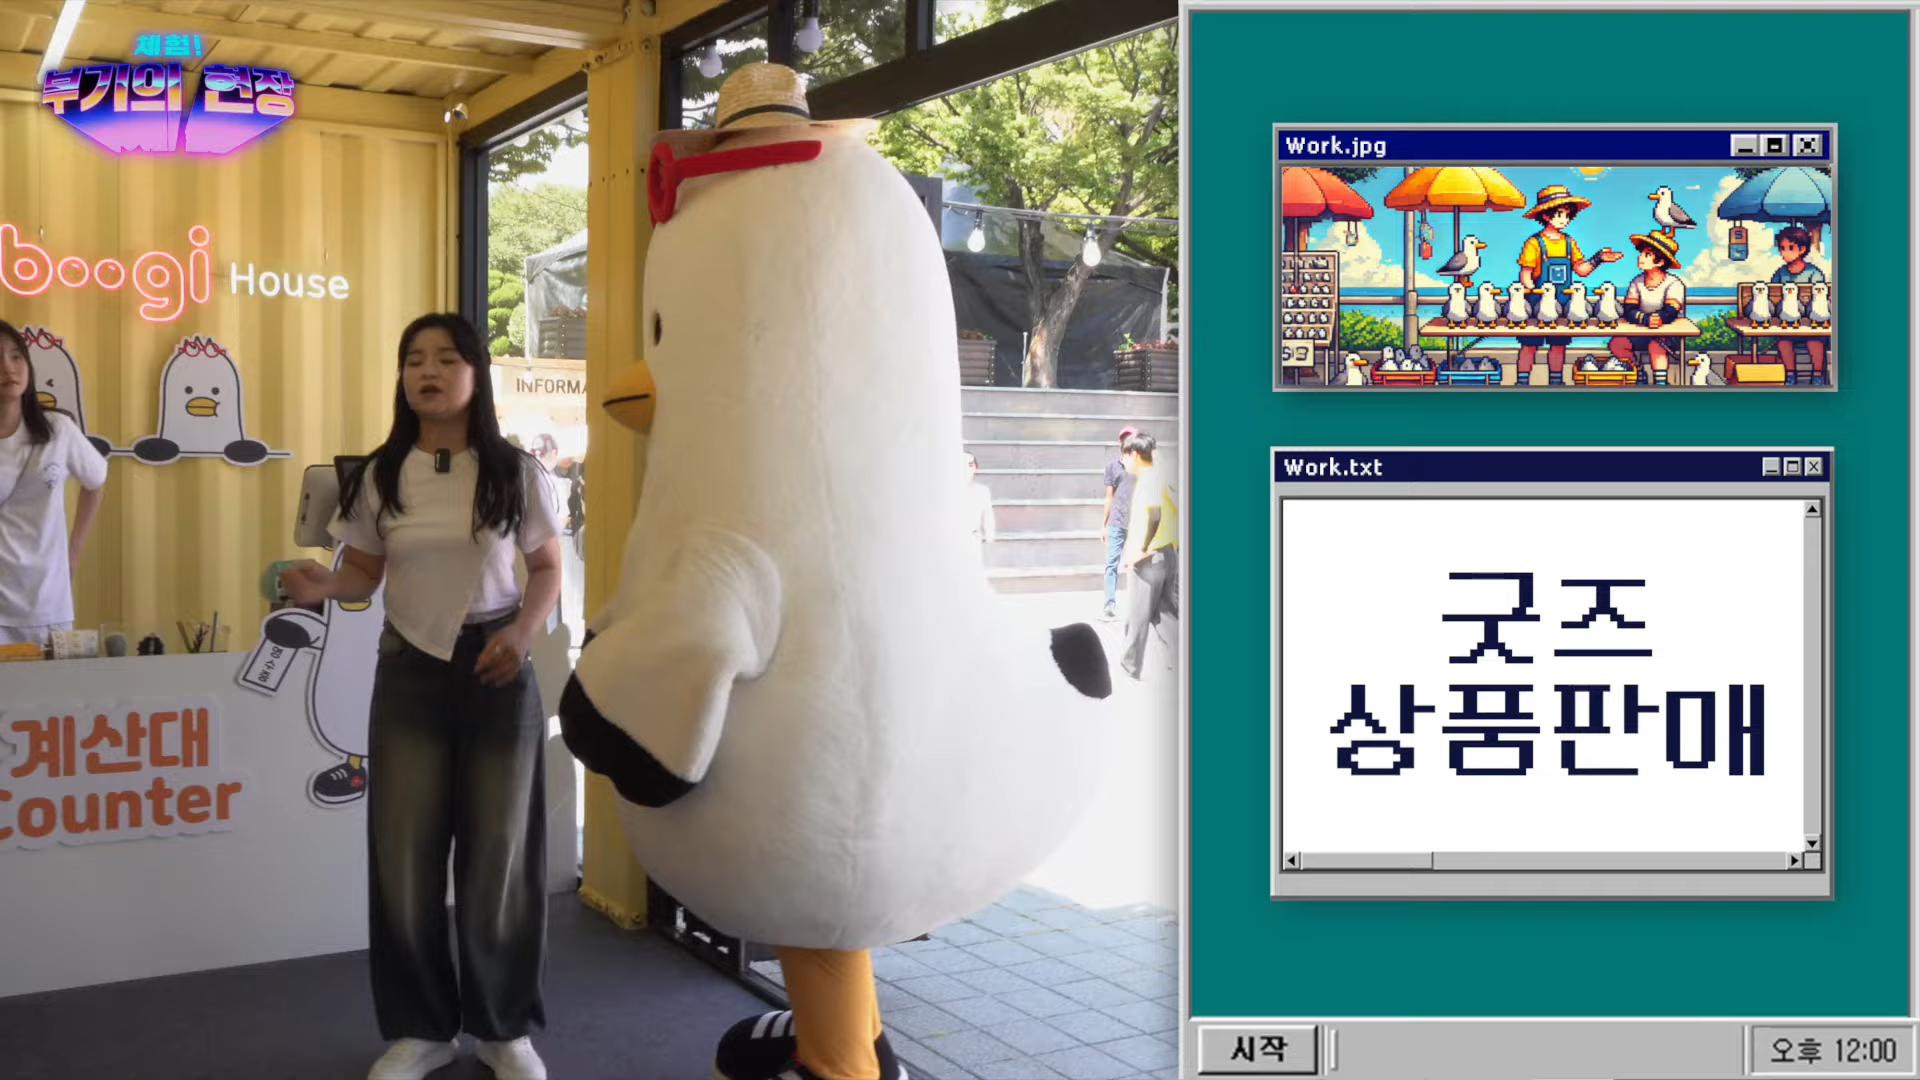 체험!
부기의 현장
boogi House
INFORMA
계산대
Counter
Work.jpg
Work.txt
굿즈
상품판매
시작
오후 12:00